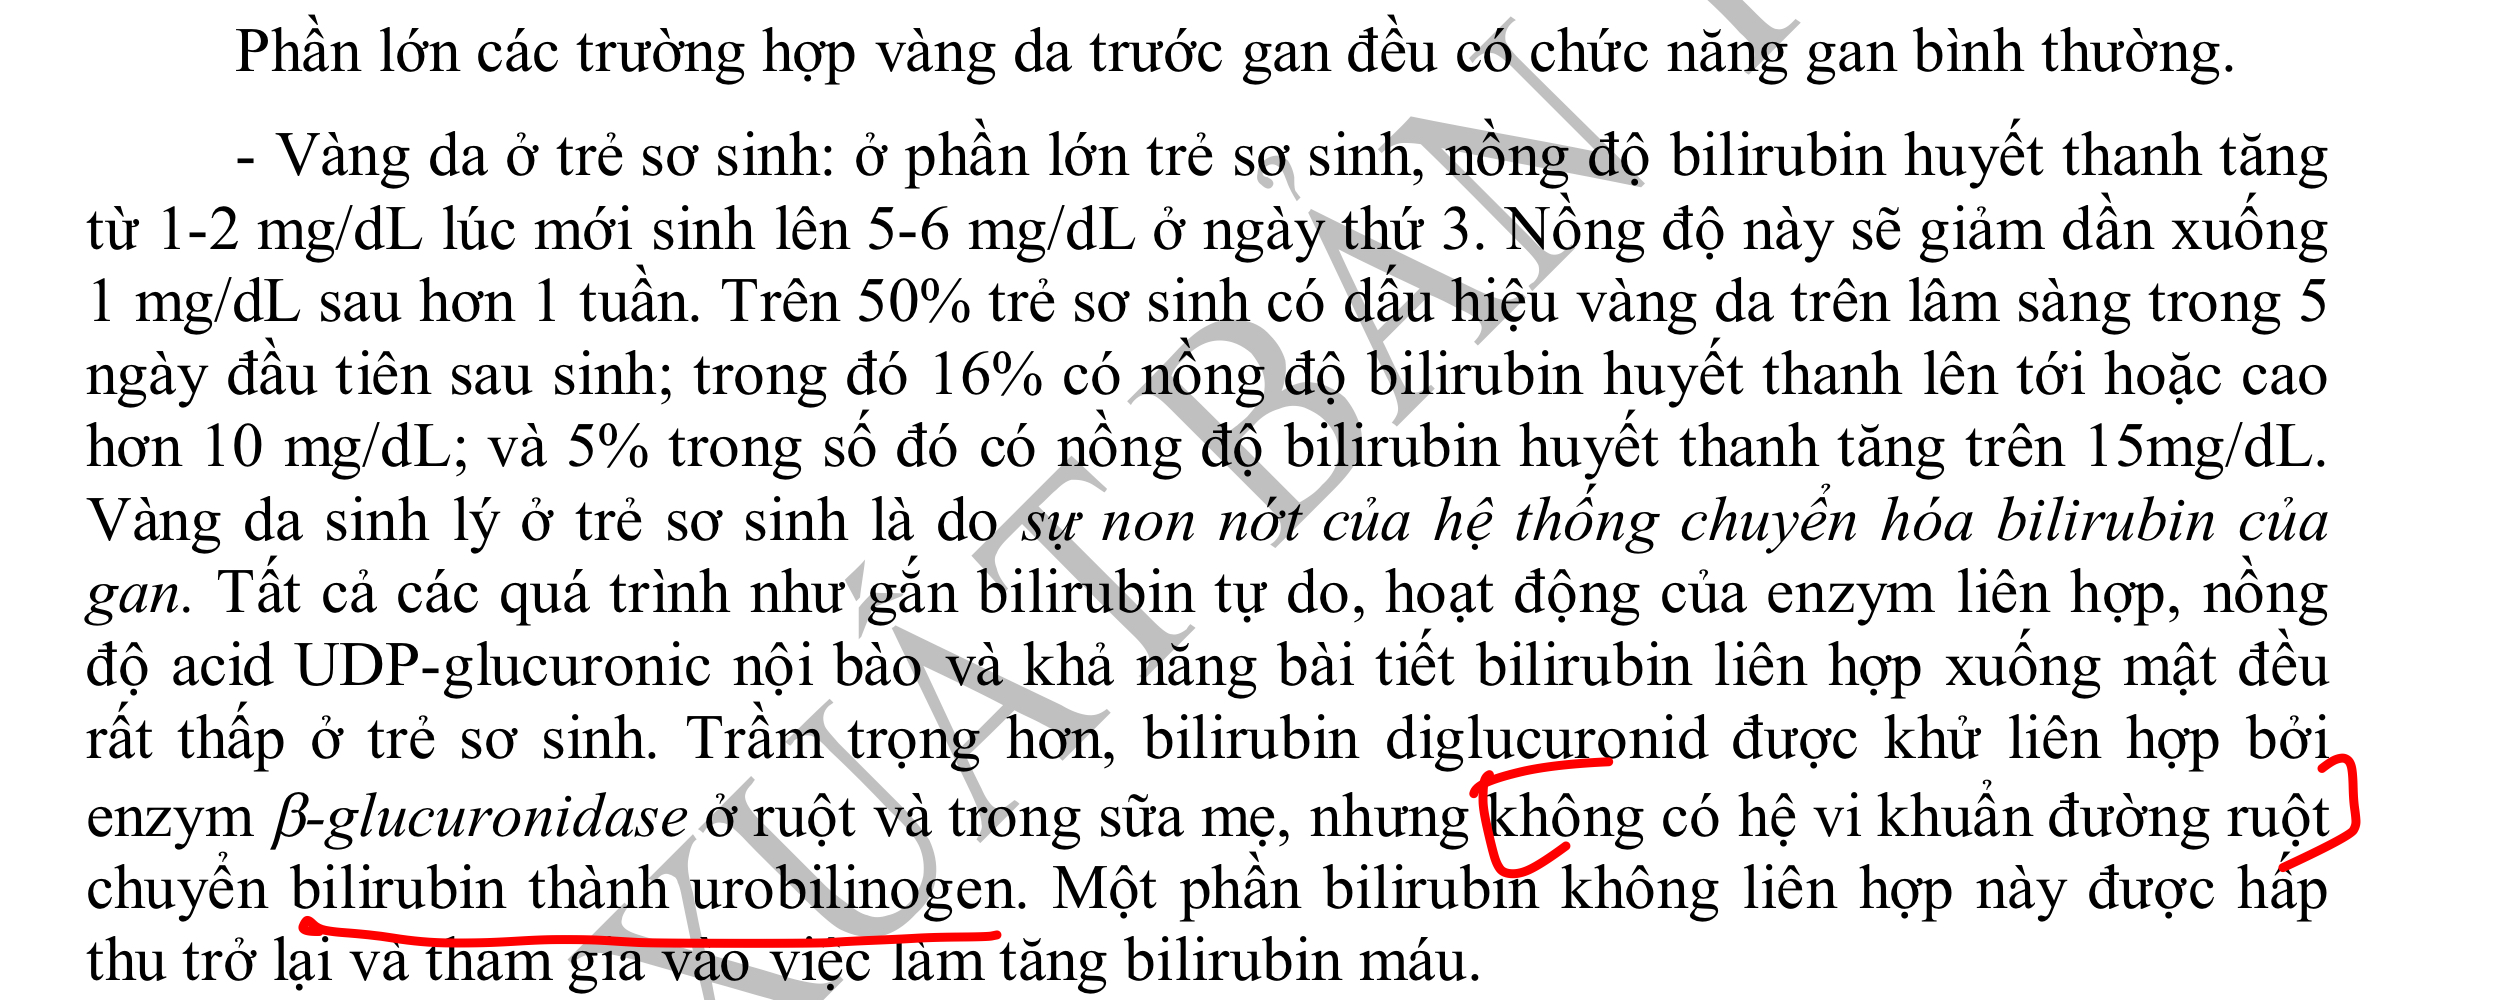 Phần lớn các trường hợp vàng da trước gan đều có chức năng gan bình thường.
- Vàng da ở trẻ sơ sinh: ở phần lớn trẻ sơ sinh, nồng độ bilirubin huyết thanh tăng
từ 1-2 mg/dL lúc mới sinh lên 5-6 mg/dL ở ngày thứ 3. Nồng độ này sẽ giảm dần xuống
1 mg/dL sau hơn 1 tuần. Trên 50% trẻ sơ sinh có dấu hiệu vàng da trên lâm sàng trong 5
ngày đầu tiên sau sinh; trong đó 16% có nồng độ bilirubin huyết thanh lên tới hoặc cao
hơn 10 mg/dL; và 5% trong số đó có nồng độ bilirubin huyết thanh tăng trên 15mg/dL.
Vàng da sinh lý ở trẻ sơ sinh là do sự non nớt của hệ thống chuyển hóa bilirubin của
gan. Tất cả các quá trình như gắn bilirubin tự do, hoạt động của enzym liên hợp, nồng
độ acid UDP-glucuronic nội bào và khả năng bài tiết bilirubin liên hợp xuống mật đều
rất thấp ở trẻ sơ sinh. Trầm trọng hơn, bilirubin diglucuronid được khử liên hợp bởi
enzym β-glucuronidase ở ruột và trong sữa mẹ, nhưng không có hệ vi khuẩn đường ruột
chuyển bilirubin thành urobilinogen. Một phần bilirubin không liên hợp này được hấp
thu trở lại và tham gia vào việc làm tăng bilirubin máu.
XUẤT BẢN